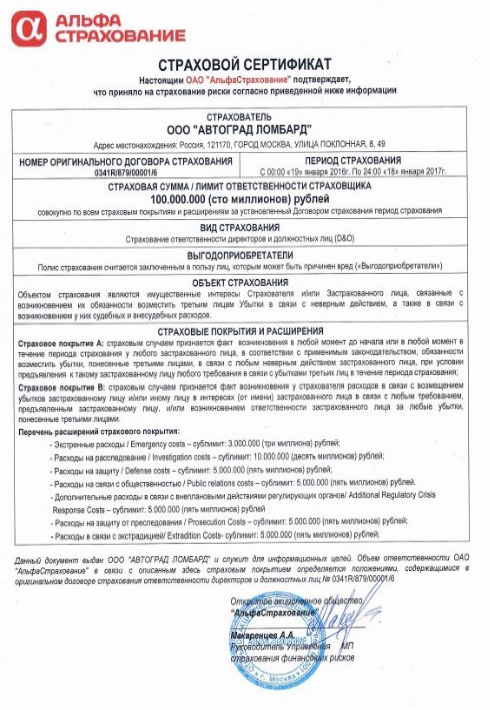 АЛЬФА
СТРАХОВАНИЕ
СТРАХОВОЙ СЕРТИФИКАТ
Настоящим ОАО "АльфаСтрахование" подтверждает,
что приняло на страхование риски согласно приведенной ниже информации
СТРАХОВАТЕЛЬ
ООО "АВТОГРАД ЛОМБАРД"
Адрес местонахождения: Россия, 121170, ГОРОД МОСКВА, УЛИЦА ПОКЛОННАЯ, 8, 49
НОМЕР ОРИГИНАЛЬНОГО ДОГОВОРА СТРАХОВАНИЯ
0341R/879/00001/6
ПЕРИОД СТРАХОВАНИЯ
С 00:00 «19» января 2016г. По 24:00 «18» января 2017г.
СТРАХОВАЯ СУММА / ЛИМИТ ОТВЕТСТВЕННОСТИ СТРАХОВЩИКА
100.000.000 (сто миллионов) рублей
совокупно по всем страховым покрытиям и расширениям за установленный Договором страхования период страхования
ВИД СТРАХОВАНИЯ
Страхование ответственности директоров и должностных лиц (D&O)
ВЫГОДОПРИОБРЕТАТЕЛИ
Полис страхования считается заключенным в пользу лиц, которым может быть причинен вред («Выгодоприобретатели»)
ОБЪЕКТ СТРАХОВАНИЯ
Объектом страхования являются имущественные интересы Страхователя и/или Застрахованного лица, связанные с
возникновением их обязанности возместить третьим лицам Убытки в связи с неверным действием, а также в связи с
возникновением у них судебных и внесудебных расходов.
СТРАХОВЫЕ ПОКРЫТИЯ И РАСШИРЕНИЯ
Страховое покрытие А: страховым случаем признается факт возникновения в любой момент до начала или в любой момент в
течение периода страхования у любого застрахованного лица, в соответствии с применимым законодательством, обязанности
возместить убытки, понесенные третьими лицами, в связи с любым неверным действием застрахованного лица, при условии
предъявления к такому застрахованному лицу любого требования в связи с убытками третьих лиц в течение периода страхования;
Страховое покрытие В: страховым случаем признается факт возникновения у страхователя расходов в связи с возмещением
убытков застрахованному лицу и/или иному лицу в интересах (от имени) застрахованного лица в связи с любым требованием,
предъявленным застрахованному лицу, и/или возникновением ответственности застрахованного лица за любые убытки,
понесенные третьими лицами.
Перечень расширений страхового покрытия:
- Экстренные расходы / Emergency costs – сублимит: 3.000.000 (три миллиона) рублей;
- Расходы на расследование / Investigation costs – сублимит: 10.000.000 (десять миллионов) рублей;
- Расходы на защиту / Defense costs – сублимит: 5.000.000 (пять миллионов) рублей;
- Расходы на связи с общественностью / Public relations costs – сублимит: 5.000.000 (пять миллионов) рублей.
- Дополнительные расходы в связи с внеплановыми действиями регулирующих органов/ Additional Regulatory Crisis
Response Costs – сублимит 5.000.000 (пять миллионов) рублей
- Расходы на защиту от преследования / Prosecution Costs – сублимит: 5.000.000 (пять миллионов) рублей;
- Расходы в связи с экстрадицией / Extradition Costs- сублимит: 5.000.000 (пять миллионов) рублей;
Данный документ выдан ООО "АВТОГРАД ЛОМБАРД" и служит для информационных целей. Объем ответственности ОАО
"АльфаСтрахование" в связи с описанным здесь страховым покрытием определяется положениями, содержащимися в
оригинальном договоре страхования ответственности директоров и должностных лиц № 0341R/879/00001/6
Открытое акционерное общество
"АльфаСтрахование"
Макаренцев А.А.
Руководитель Управления МП
страхования финансовых рисков